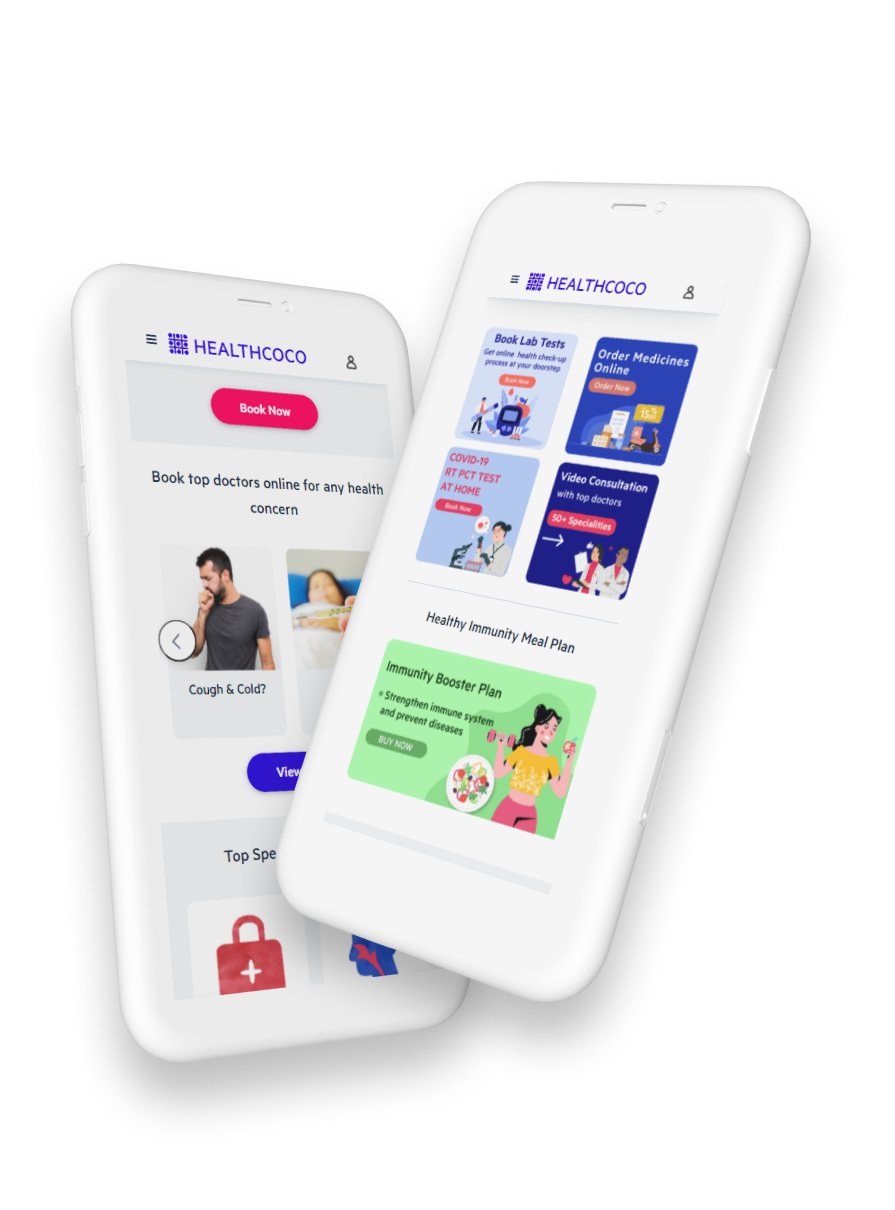 HEALTHCOCO
Book Now
Book top doctors online for any health
concern
Cough & Cold?
View
Top Spe
HEALTHCOCO
Book Lab Tests
Get online health check-up
process at your doorstep
Book Now
Order Medicines
Online
Order Now
15%
COVID-19
RT PCT TEST
AT HOME
Book Now
Video Consultation
with top doctors
50+ Specialities
Healthy Immunity Meal Plan
Immunity Booster Plan
Strengthen immune system
and prevent diseases
BUY NOW